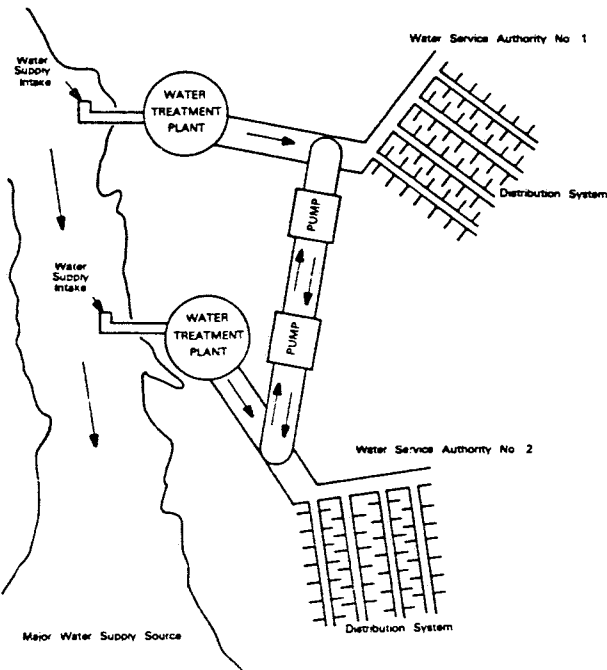 Water Service Authority No 1
Water
Supply
Intake
WATER
TREATMENT
PLANT
PUMP
Distribution System
Water
Supply
Intake
WATER
TREATMENT
PLANT
PUMP
Water Service Authority No 2
Major Water Supply Source
Distribution System